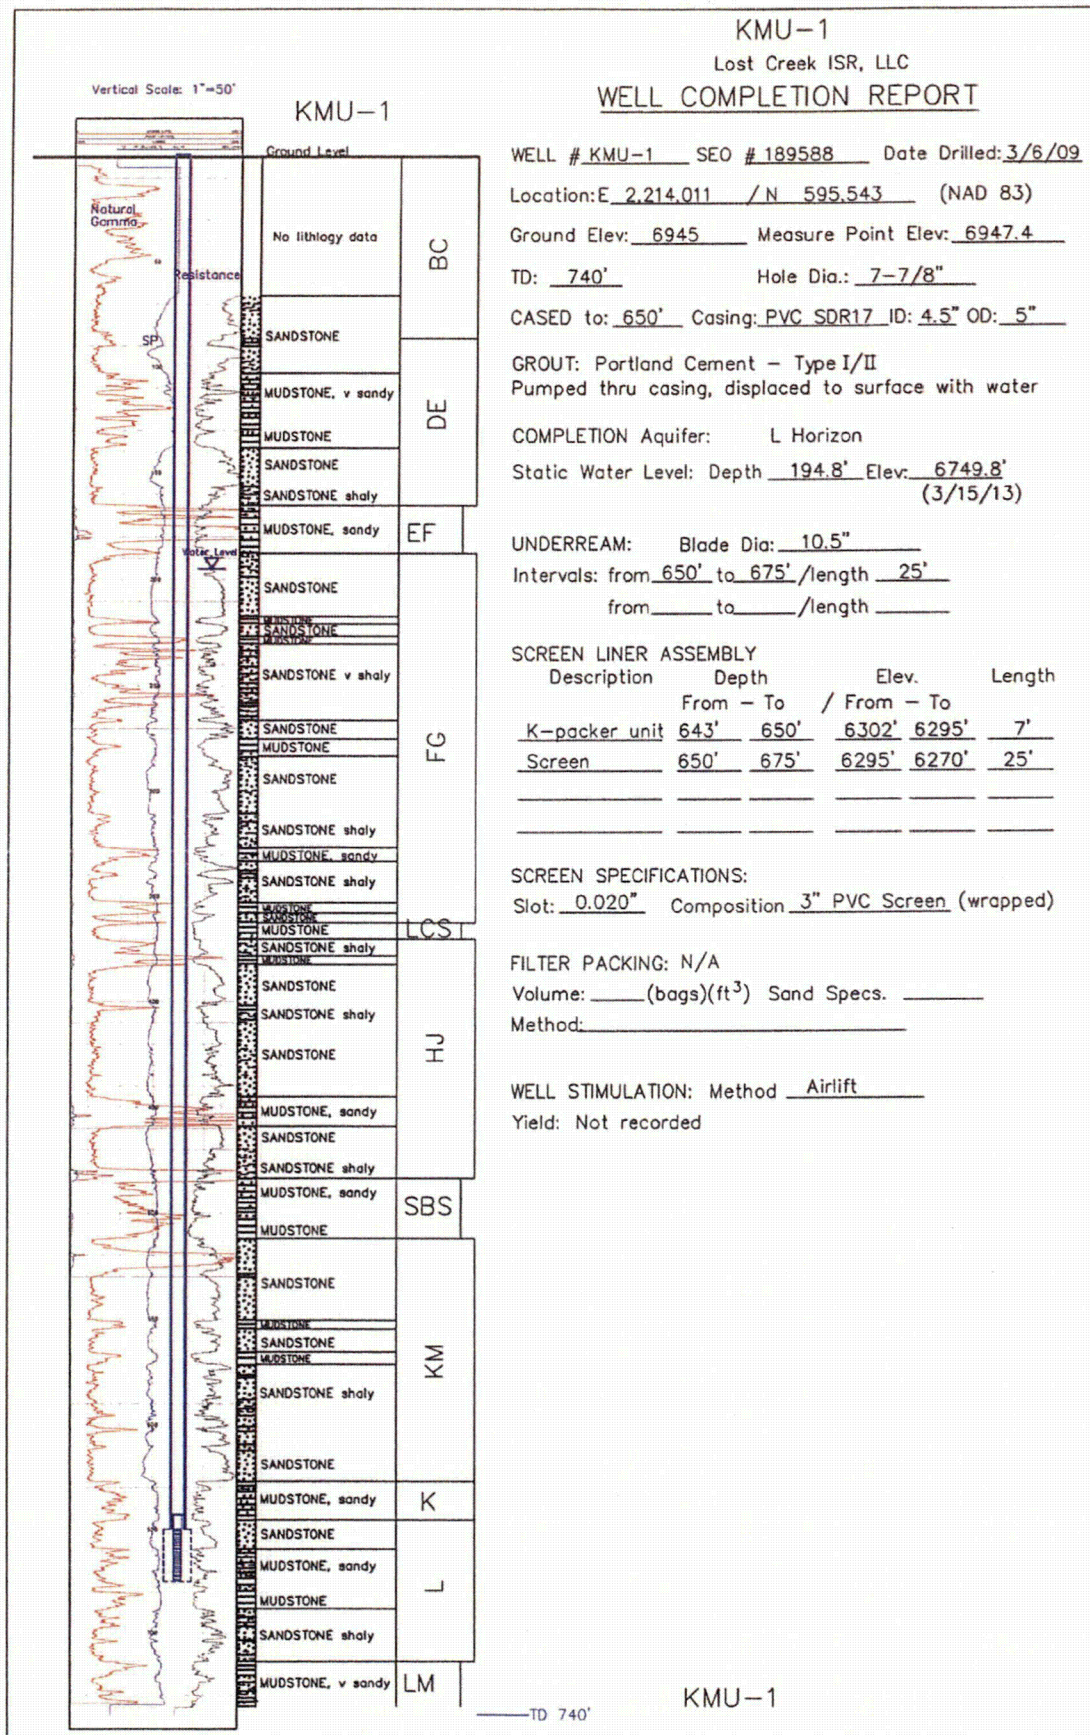 KMU-1
Lost Creek ISR, LLC
WELL COMPLETION REPORT
Vertical Scale: 1"=50'
KMU-1
Ground Level
Natural
Gamma
Resistance
SP
Water Level
No lithlogy data
SANDSTONE
MUDSTONE, v sandy
MUDSTONE
SANDSTONE
SANDSTONE shaly
MUDSTONE, sandy
SANDSTONE
MUDSTONE
SANDSTONE
MUDSTONE
SANDSTONE v shaly
SANDSTONE
MUDSTONE
SANDSTONE
SANDSTONE shaly
MUDSTONE, sandy
SANDSTONE shaly
MUDSTONE
SANDSTONE
MUDSTONE
SANDSTONE shaly
MUDSTONE
SANDSTONE
SANDSTONE shaly
SANDSTONE
MUDSTONE, sandy
SANDSTONE
SANDSTONE shaly
MUDSTONE, sandy
MUDSTONE
SANDSTONE
MUDSTONE
SANDSTONE
MUDSTONE
SANDSTONE shaly
SANDSTONE
MUDSTONE, sandy
SANDSTONE
MUDSTONE, sandy
MUDSTONE
SANDSTONE shaly
MUDSTONE, v sandy
BC
DE
EF
FG
LCS
HJ
SBS
KM
K
L
LM
TD 740'
WELL # KMU-1 SEO # 189588 Date Drilled: 3/6/09
Location: E 2,214,011 / N 595,543 (NAD 83)
Ground Elev: 6945 Measure Point Elev: 6947.4
TD: 740' Hole Dia.: 7-7/8"
CASED to: 650' Casing: PVC SDR17 ID: 4.5" OD: 5"
GROUT: Portland Cement - Type I/II
Pumped thru casing, displaced to surface with water
COMPLETION Aquifer: L Horizon
Static Water Level: Depth 194.8' Elev: 6749.8'
(3/15/13)
UNDERREAM: Blade Dia: 10.5"
Intervals: from 650' to 675' /length 25'
from to /length
SCREEN LINER ASSEMBLY
Description Depth Elev. Length
From - To / From - To
K-packer unit 643' 650' 6302' 6295' 7'
Screen 650' 675' 6295' 6270' 25'
SCREEN SPECIFICATIONS:
Slot: 0.020" Composition 3" PVC Screen (wrapped)
FILTER PACKING: N/A
Volume: (bags)(ft³) Sand Specs.
Method:
WELL STIMULATION: Method Airlift
Yield: Not recorded
KMU-1